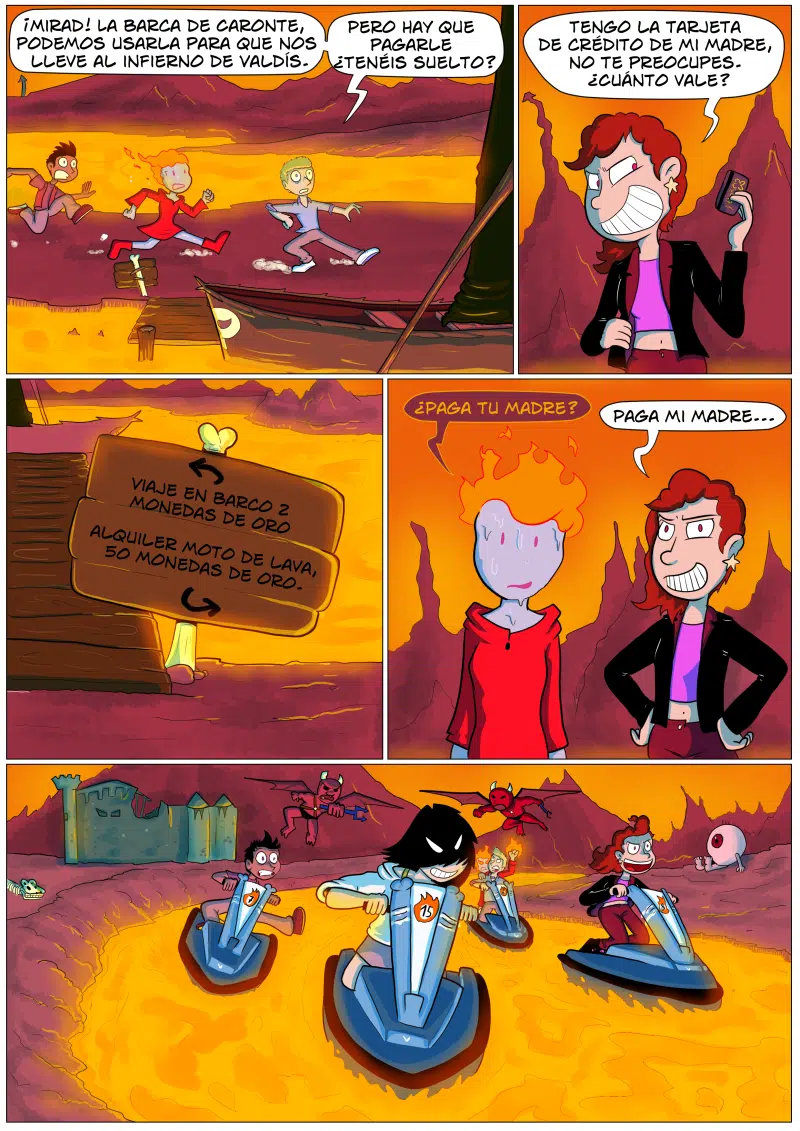 ¡MIRAD! LA BARCA DE CARONTE,
PODEMOS USARLA PARA QUE NOS
LLEVE AL INFIERNO DE VALDÍS.
PERO HAY QUE
PAGARLE
¿TENÉIS SUELTO?
TENGO LA TARJETA
DE CRÉDITO DE MI MADRE,
NO TE PREOCUPES.
¿CUÁNTO VALE?
VIAJE EN BARCO 2
MONEDAS DE ORO
ALQUILER MOTO DE LAVA,
50 MONEDAS DE ORO.
¿PAGA TU MADRE?
PAGA MI MADRE...
7
15